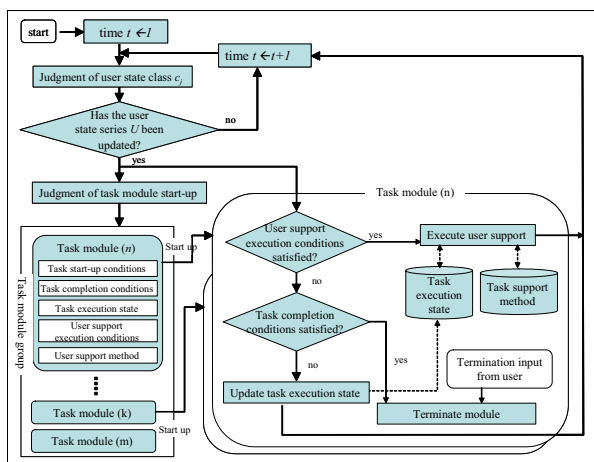 start
time t ←1
time t ←t+1
Judgment of user state class cj
Has the user
state series U been
updated?
no
yes
Judgment of task module start-up
Task module (n)
Task module group
Task module (n)
Start up
Task start-up conditions
Task completion conditions
Task execution state
User support
execution conditions
User support method
Task module (k)
Start up
Task module (m)
User support
execution conditions
satisfied?
yes
Execute user support
no
Task
execution
state
Task support
method
Task completion
conditions satisfied?
yes
no
Termination input
from user
Update task execution state
Terminate module